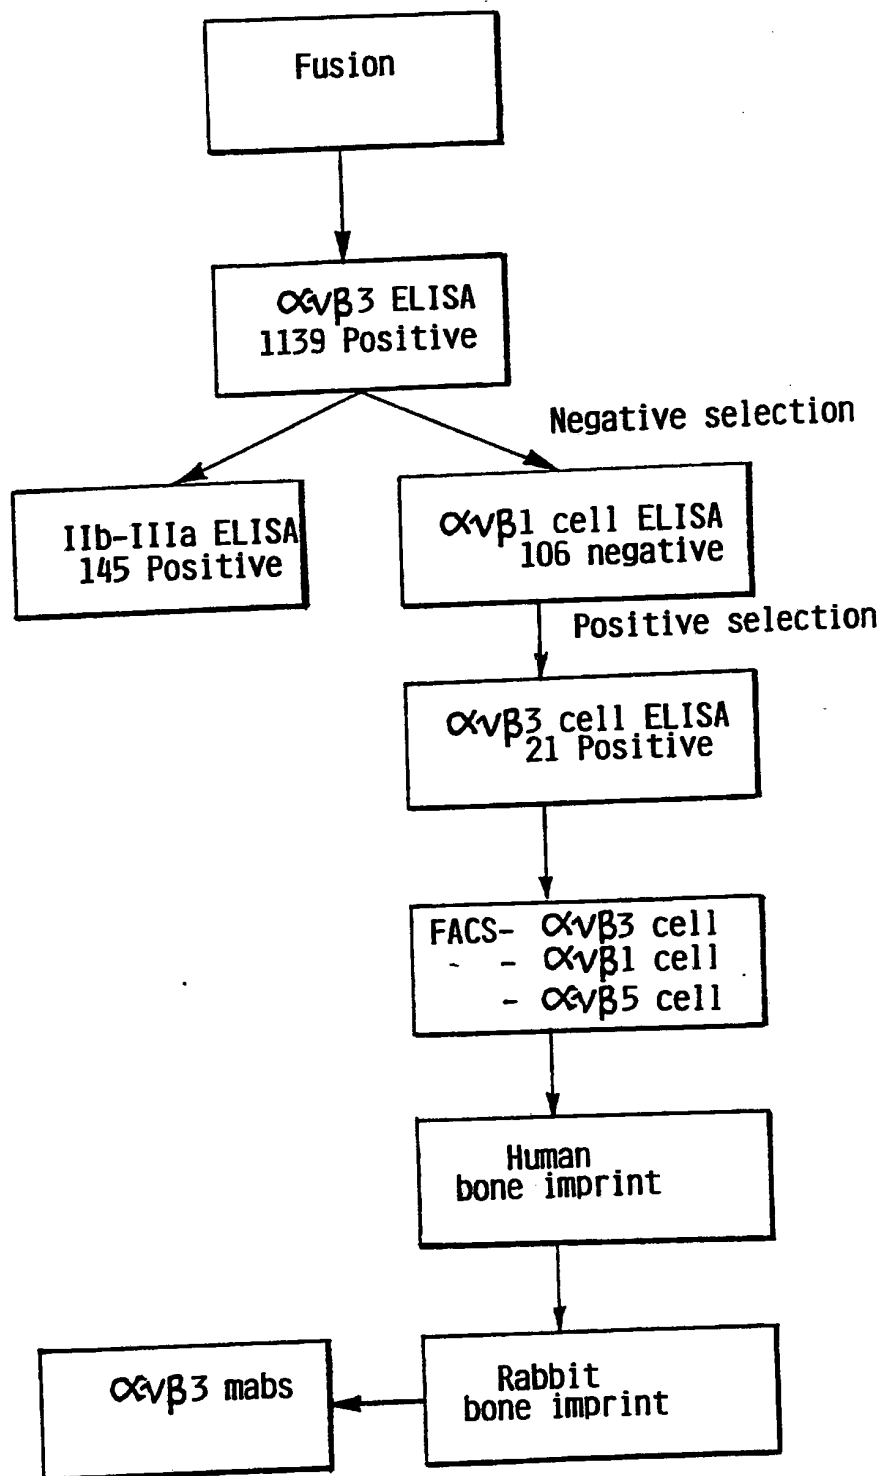 Fusion
αvβ3 ELISA
1139 Positive
Negative selection
IIb-IIIa ELISA
145 Positive
αvβ1 cell ELISA
106 negative
Positive selection
αvβ3 cell ELISA
21 Positive
FACS- αvβ3 cell
- αvβ1 cell
- αvβ5 cell
Human
bone imprint
Rabbit
bone imprint
αvβ3 mabs